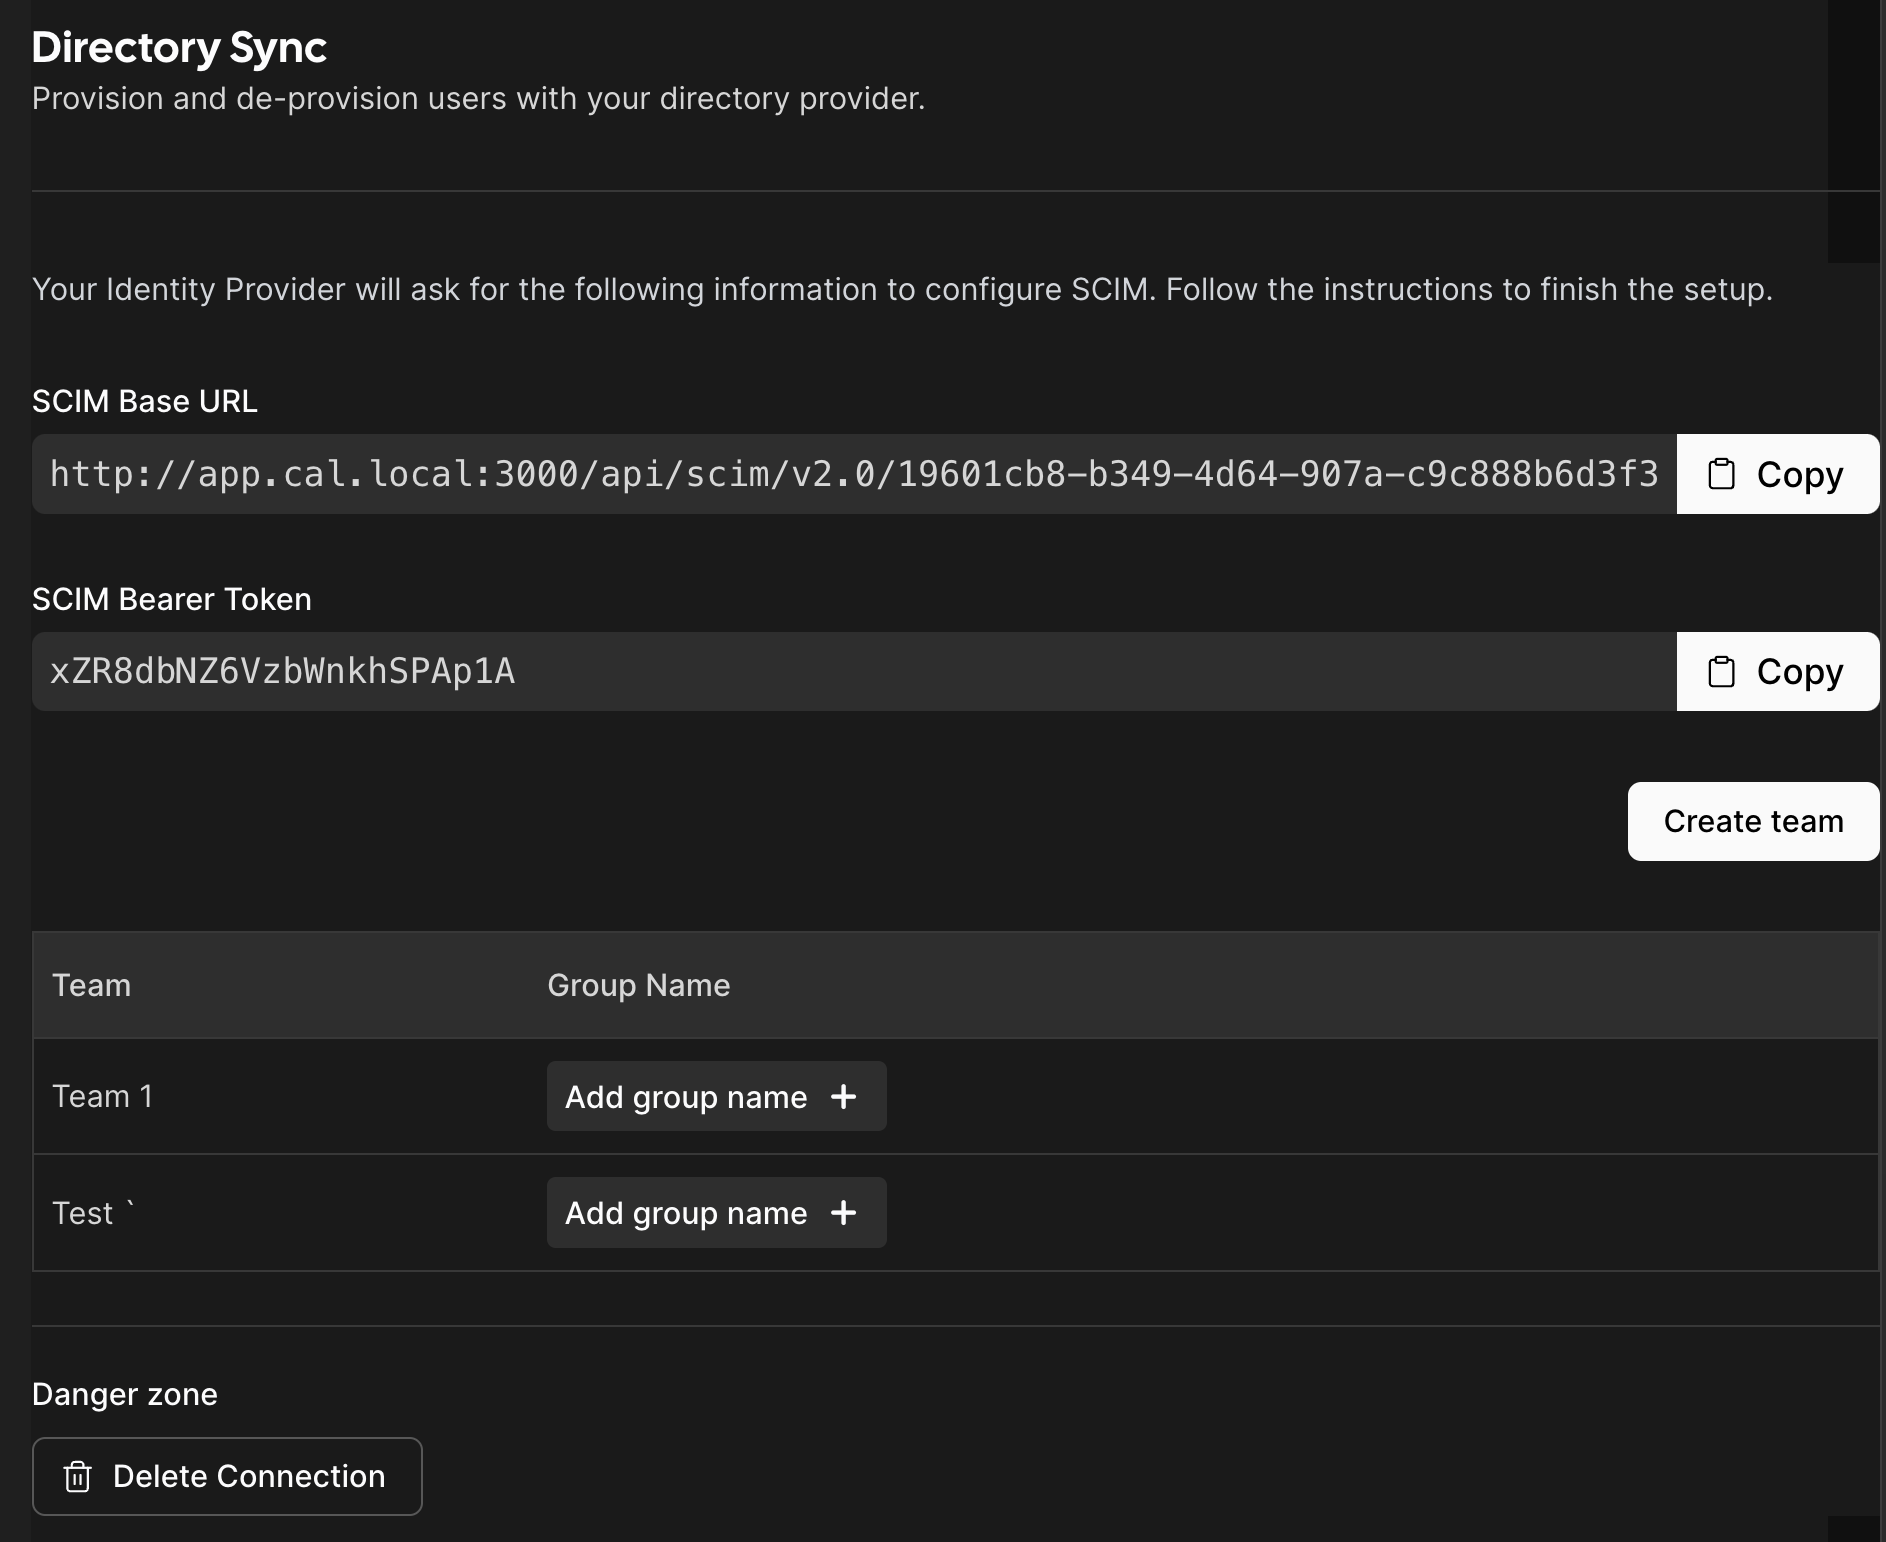 Directory Sync
Provision and de-provision users with your directory provider.
Your Identity Provider will ask for the following information to configure SCIM. Follow the instructions to finish the setup.
SCIM Base URL
http://app.cal.local:3000/api/scim/v2.0/19601cb8-b349-4d64-907a-c9c888b6d3f3 Copy
SCIM Bearer Token
xZR8dbNZ6VzbWnkhSPAp1A Copy
Create team
Team Group Name
Team 1 Add group name +
Test ` Add group name +
Danger zone
Delete Connection